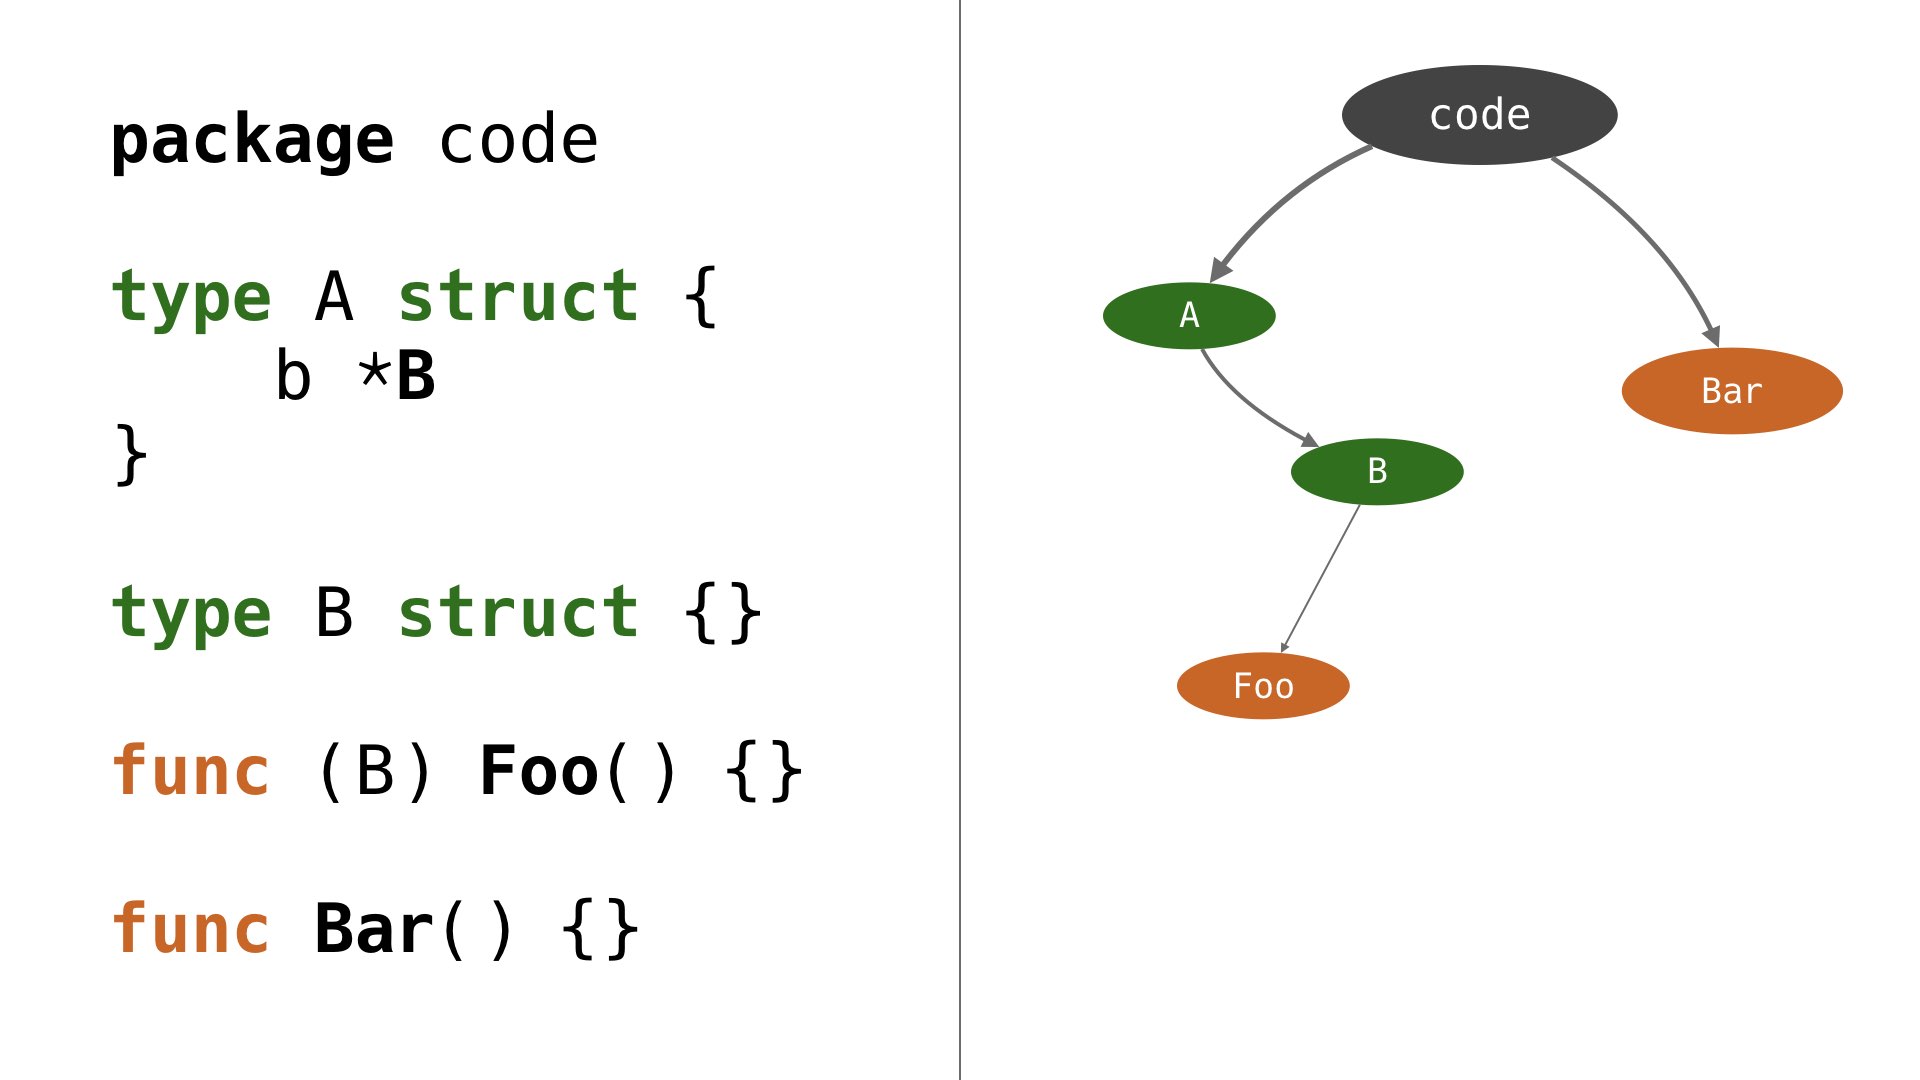 package code
type A struct {
    b *B
}
type B struct {}
func (B) Foo() {}
func Bar() {}
code
A
Bar
B
Foo